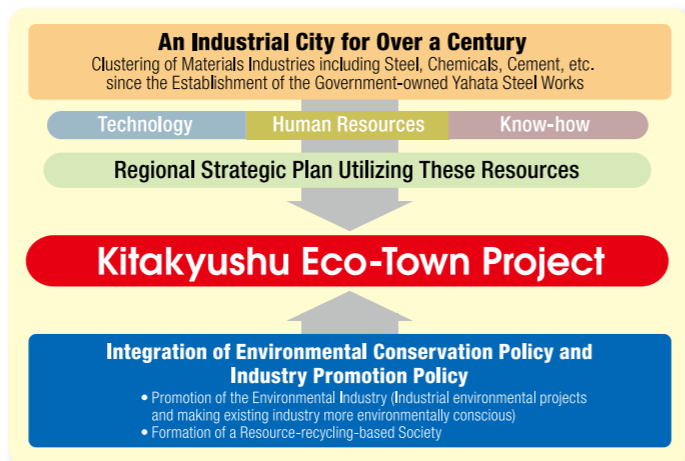 An Industrial City for Over a Century
Clustering of Materials Industries including Steel, Chemicals, Cement, etc.
since the Establishment of the Government-owned Yahata Steel Works
Technology
Human Resources
Know-how
Regional Strategic Plan Utilizing These Resources
Kitakyushu Eco-Town Project
Integration of Environmental Conservation Policy and
Industry Promotion Policy
• Promotion of the Environmental Industry (Industrial environmental projects
and making existing industry more environmentally conscious)
• Formation of a Resource-recycling-based Society